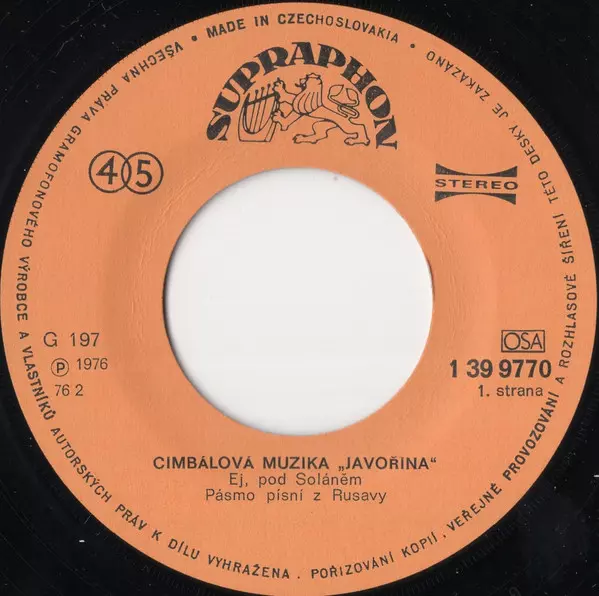 • MADE IN CZECHOSLOVAKIA •
VŠECHNA PRÁVA GRAMOFONOVÉHO VÝROBCE A VLASTNÍKŮ AUTORSKÝCH PRÁV K DÍLU VYHRAŽENA. POŘIZOVÁNÍ KOPIÍ, VEŘEJNÉ PROVOZOVÁNÍ A ROZHLASOVÉ ŠÍŘENÍ TÉTO DESKY JE ZAKÁZÁNO
SUPRAPHON
45
STEREO
G 197
℗ 1976
76 2
OSA
1 39 9770
1. strana
CIMBÁLOVÁ MUZIKA „JAVOŘINA“
Ej, pod Soláněm
Pásmo písní z Rusavy